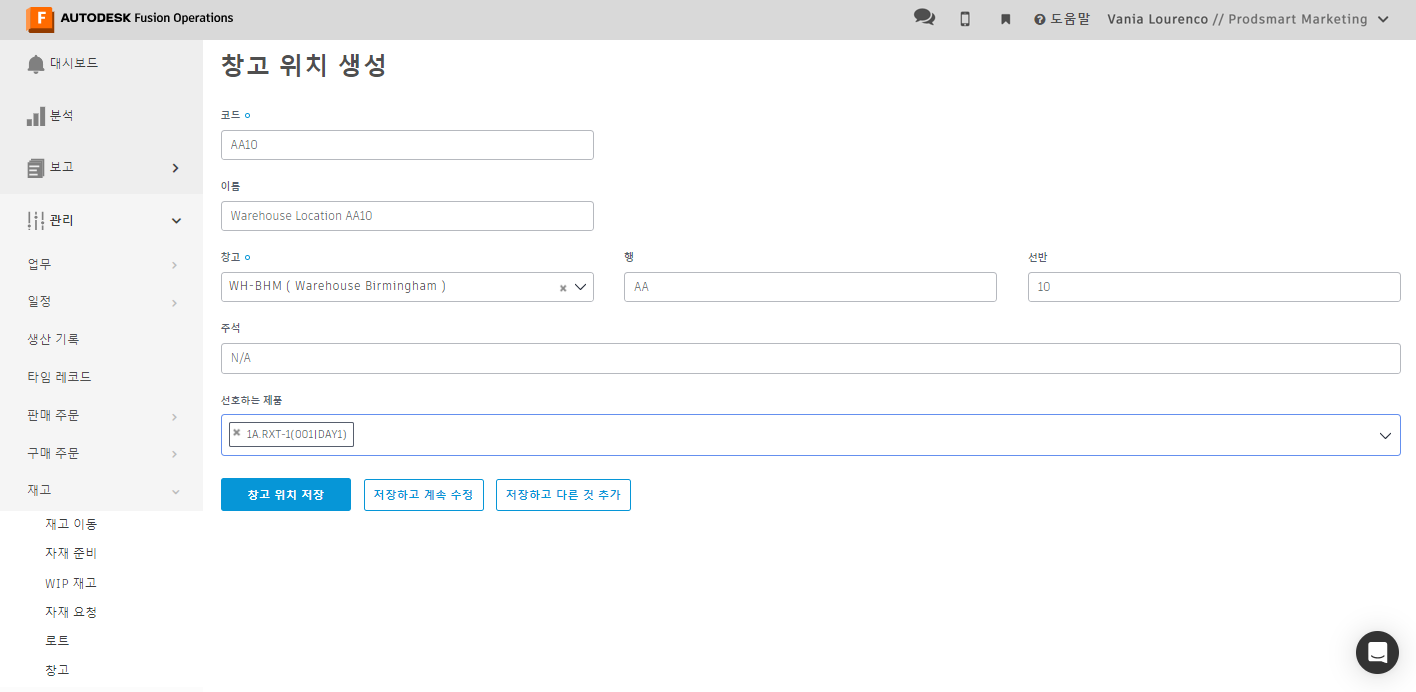 AUTODESK Fusion Operations
도움말
Vania Lourenco // Prodsmart Marketing
대시보드
분석
보고
관리
업무
일정
생산 기록
타임 레코드
판매 주문
구매 주문
재고
재고 이동
자재 준비
WIP 재고
자재 요청
로트
창고
창고 위치 생성
코드
AA10
이름
Warehouse Location AA10
창고 행 선반
WH-BHM ( Warehouse Birmingham ) AA 10
주석
N/A
선호하는 제품
1A.RXT-1(001|DAY1)
창고 위치 저장 저장하고 계속 수정 저장하고 다른 것 추가